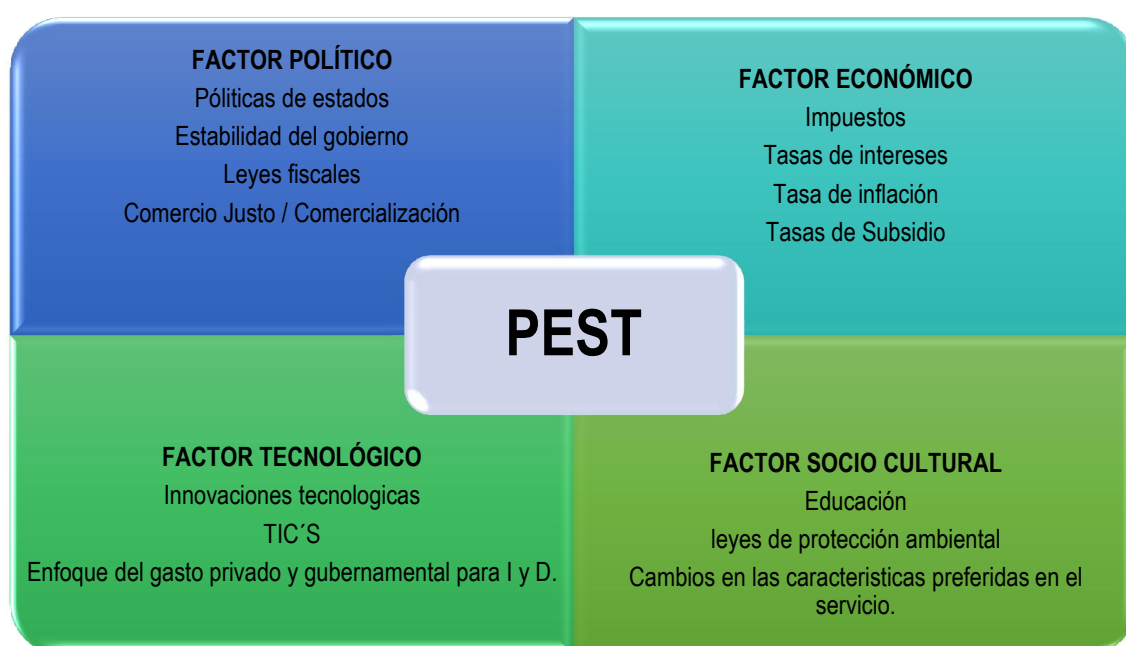 FACTOR POLÍTICO
Póliticas de estados
Estabilidad del gobierno
Leyes fiscales
Comercio Justo / Comercialización
FACTOR ECONÓMICO
Impuestos
Tasas de intereses
Tasa de inflación
Tasas de Subsidio
PEST
FACTOR TECNOLÓGICO
Innovaciones tecnologicas
TIC´S
Enfoque del gasto privado y gubernamental para I y D.
FACTOR SOCIO CULTURAL
Educación
leyes de protección ambiental
Cambios en las caracteristicas preferidas en el
servicio.